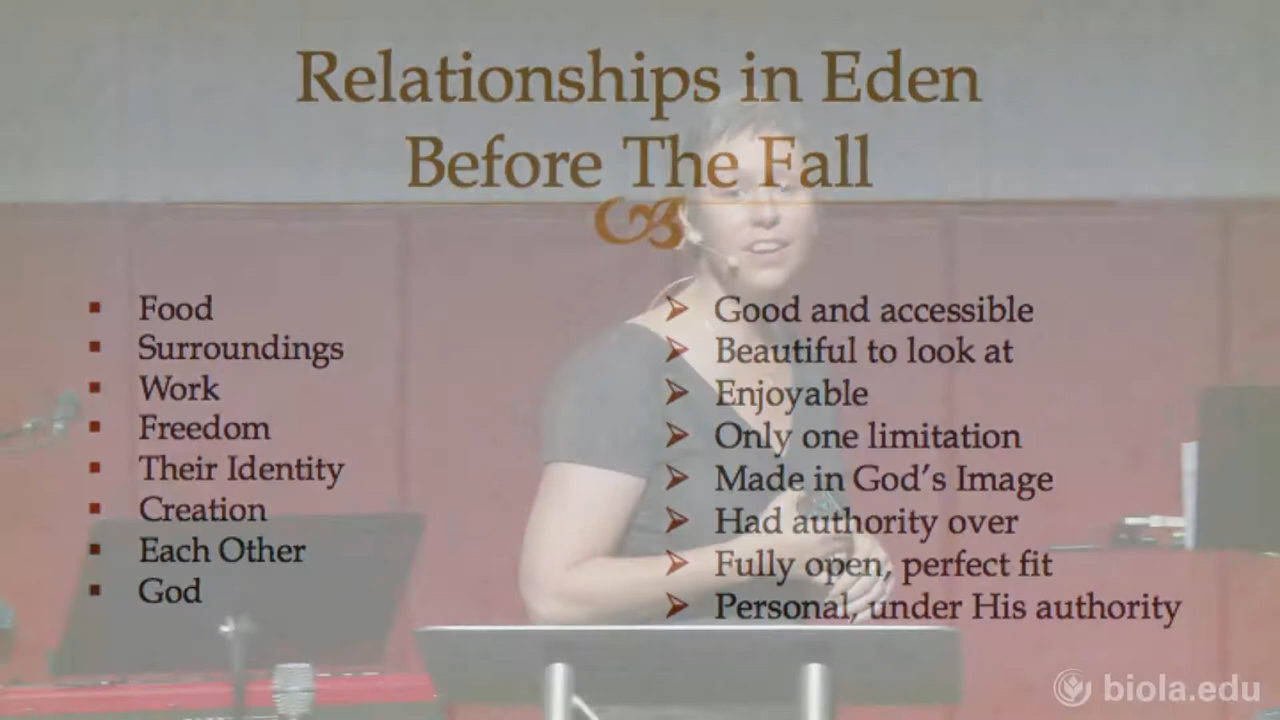 Relationships in Eden
Before The Fall
Food
Surroundings
Work
Freedom
Their Identity
Creation
Each Other
God
Good and accessible
Beautiful to look at
Enjoyable
Only one limitation
Made in God's Image
Had authority over
Fully open, perfect fit
Personal, under His authority
biola.edu